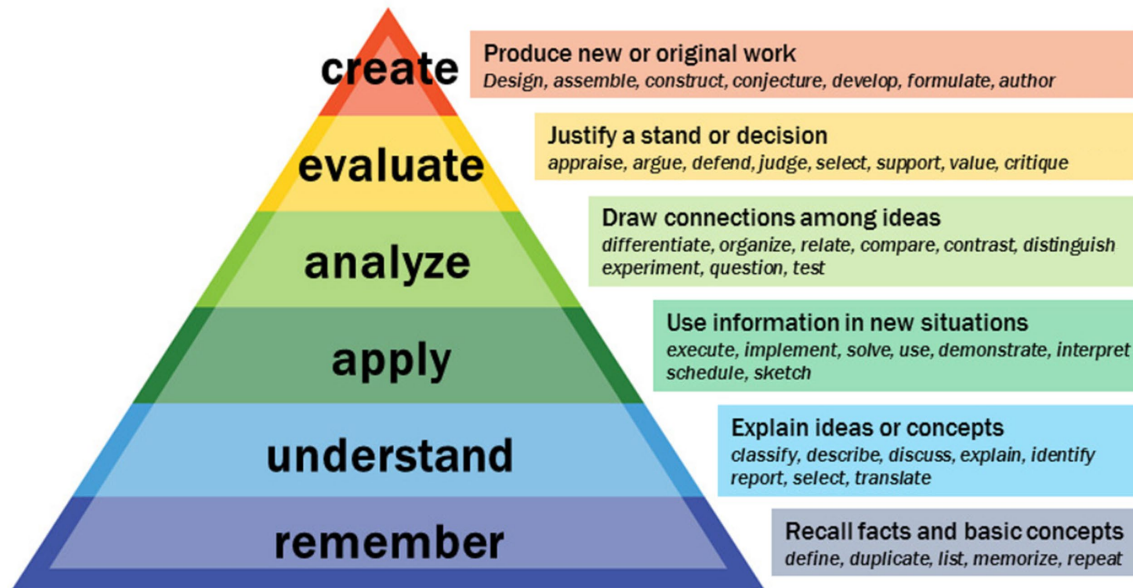 create
Produce new or original work
Design, assemble, construct, conjecture, develop, formulate, author
evaluate
Justify a stand or decision
appraise, argue, defend, judge, select, support, value, critique
analyze
Draw connections among ideas
differentiate, organize, relate, compare, contrast, distinguish
experiment, question, test
apply
Use information in new situations
execute, implement, solve, use, demonstrate, interpret
schedule, sketch
understand
Explain ideas or concepts
classify, describe, discuss, explain, identify
report, select, translate
remember
Recall facts and basic concepts
define, duplicate, list, memorize, repeat